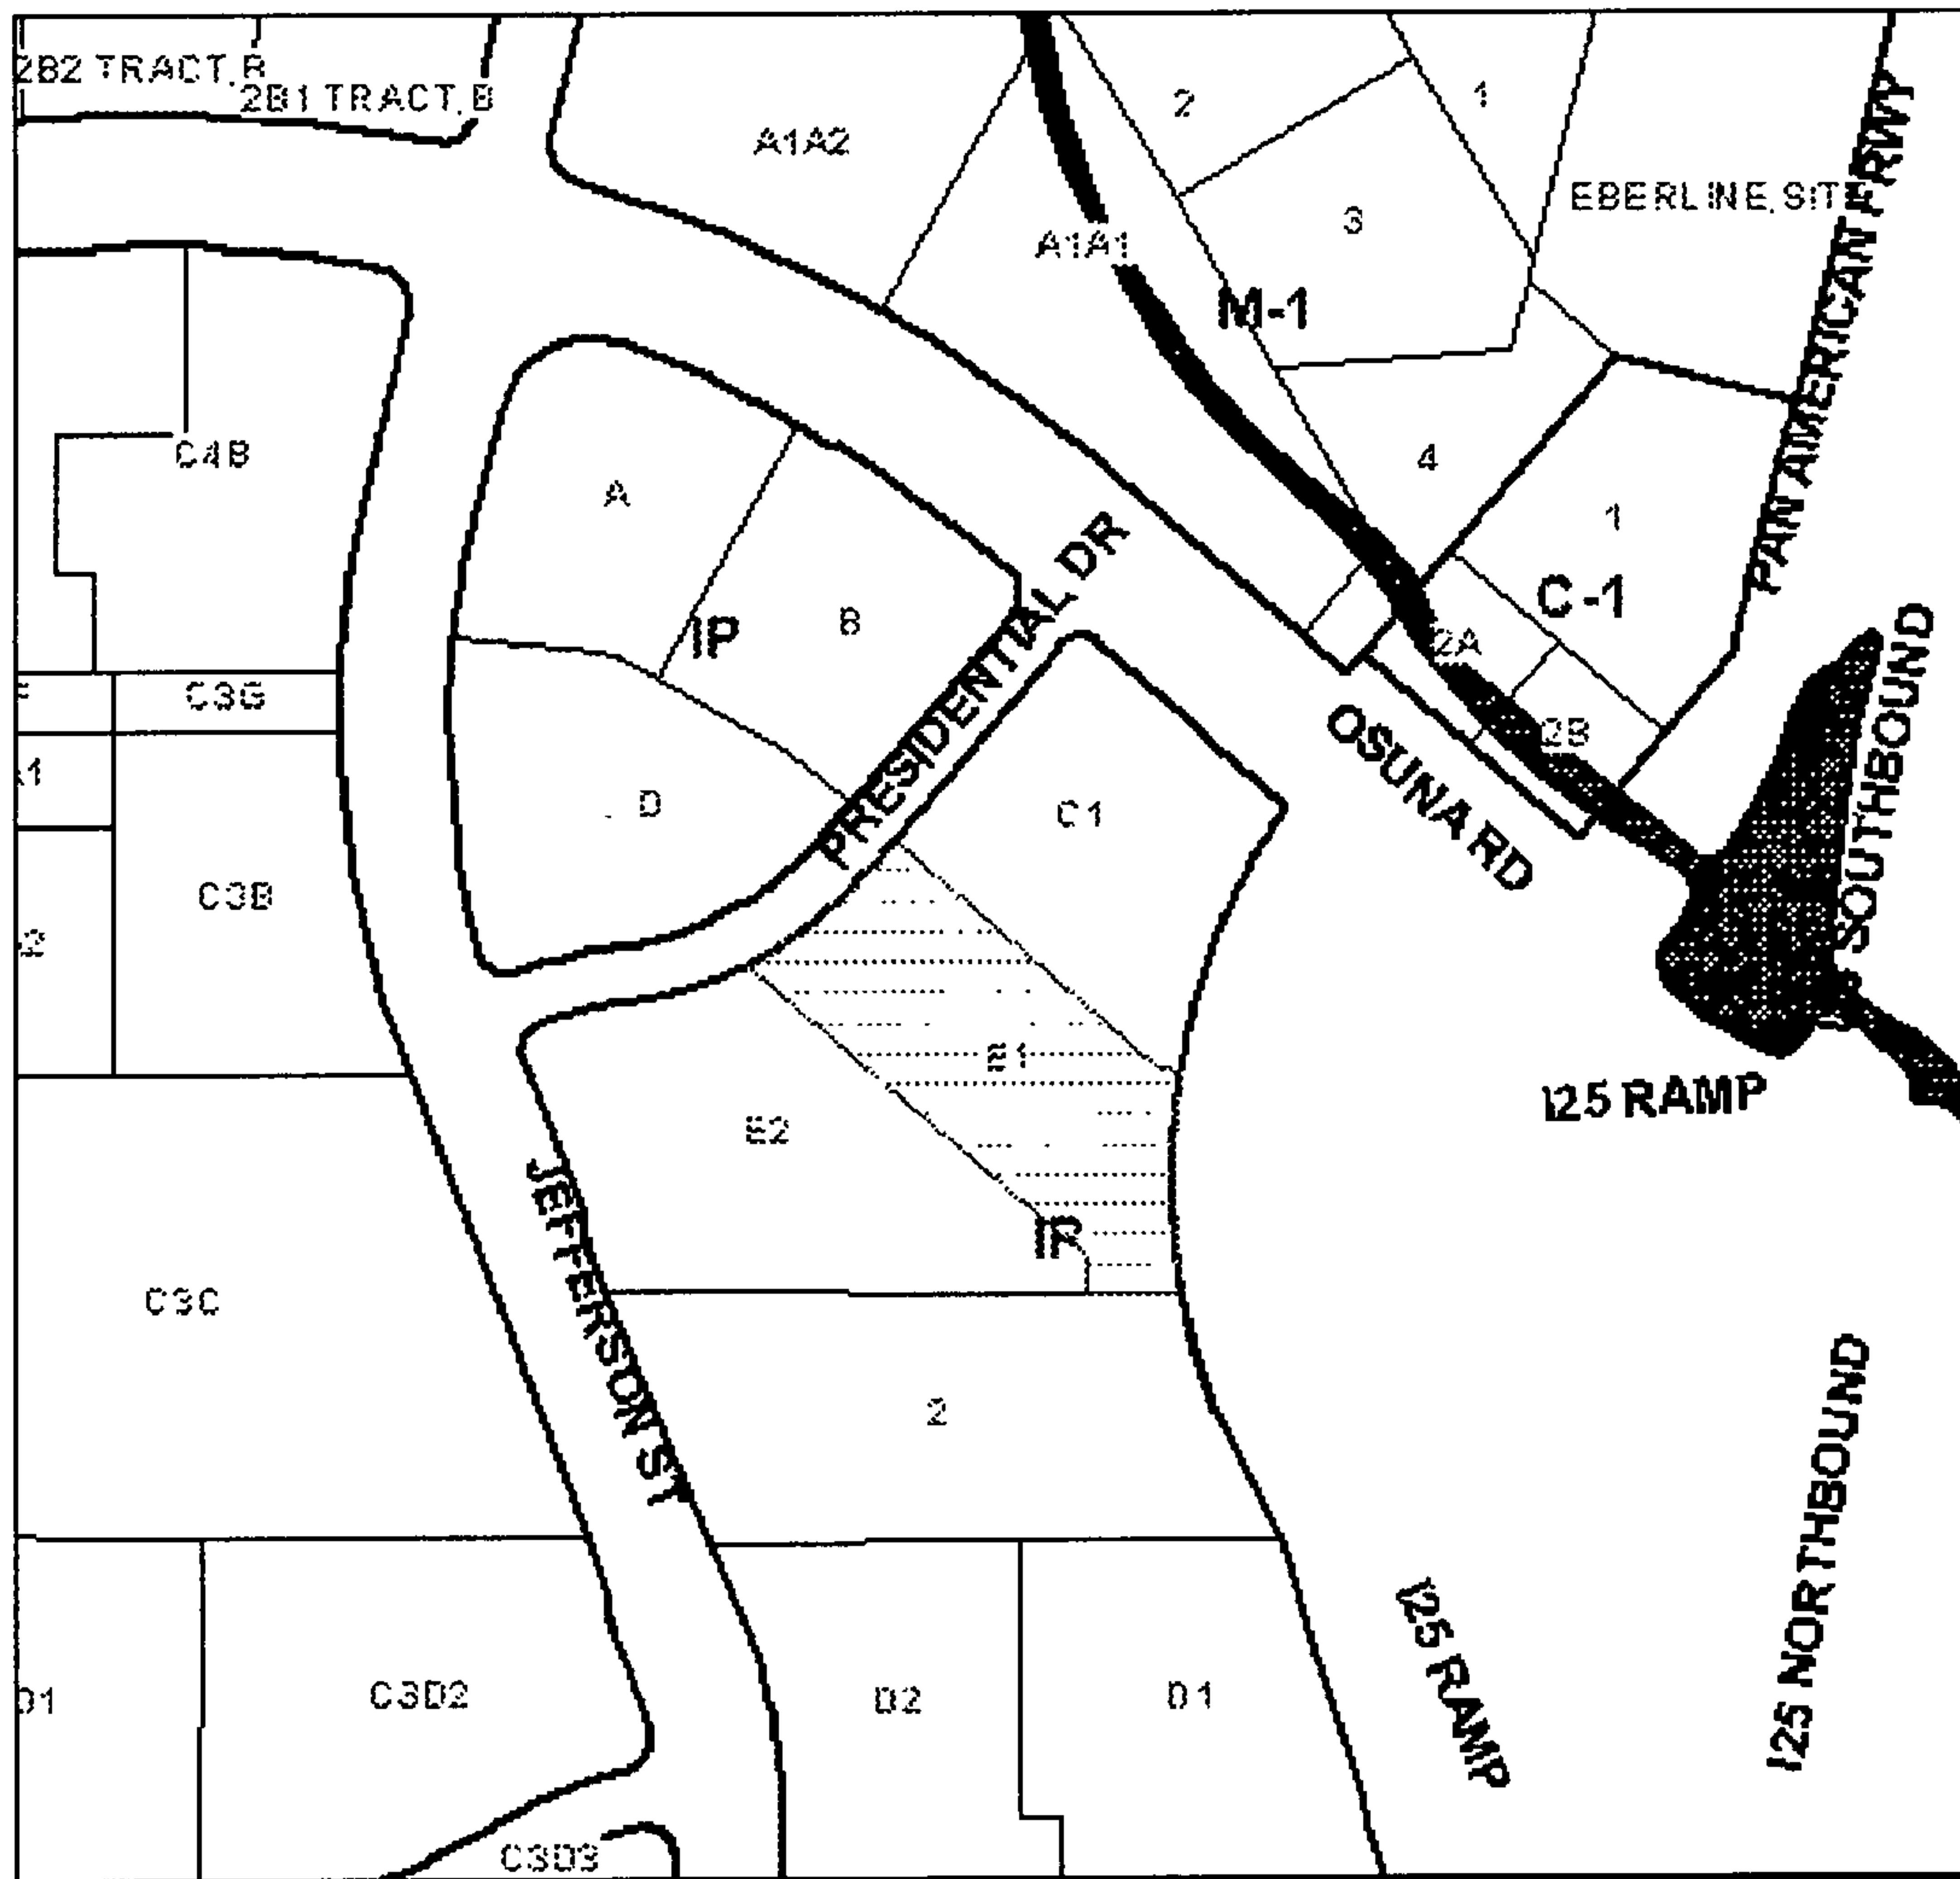 2B2 TRACT, R
2B1 TRACT, B
A1A2
2
1
EBERLINE, SITE
PAN AMERICAN FRWY
3
A1A1
M-1
C4B
A
4
1
C-1
IP
B
PRESIDENTIAL, DR
2A
2B
OSUNA RD
SOUTHBOUND
C3G
A1
D
C1
C3B
E1
I25 RAMP
E2
JEFFERSON ST
IP
C3C
2
I25 NORTHBOUND
I25 RAMP
D1
C3D2
D2
D1
C3D3